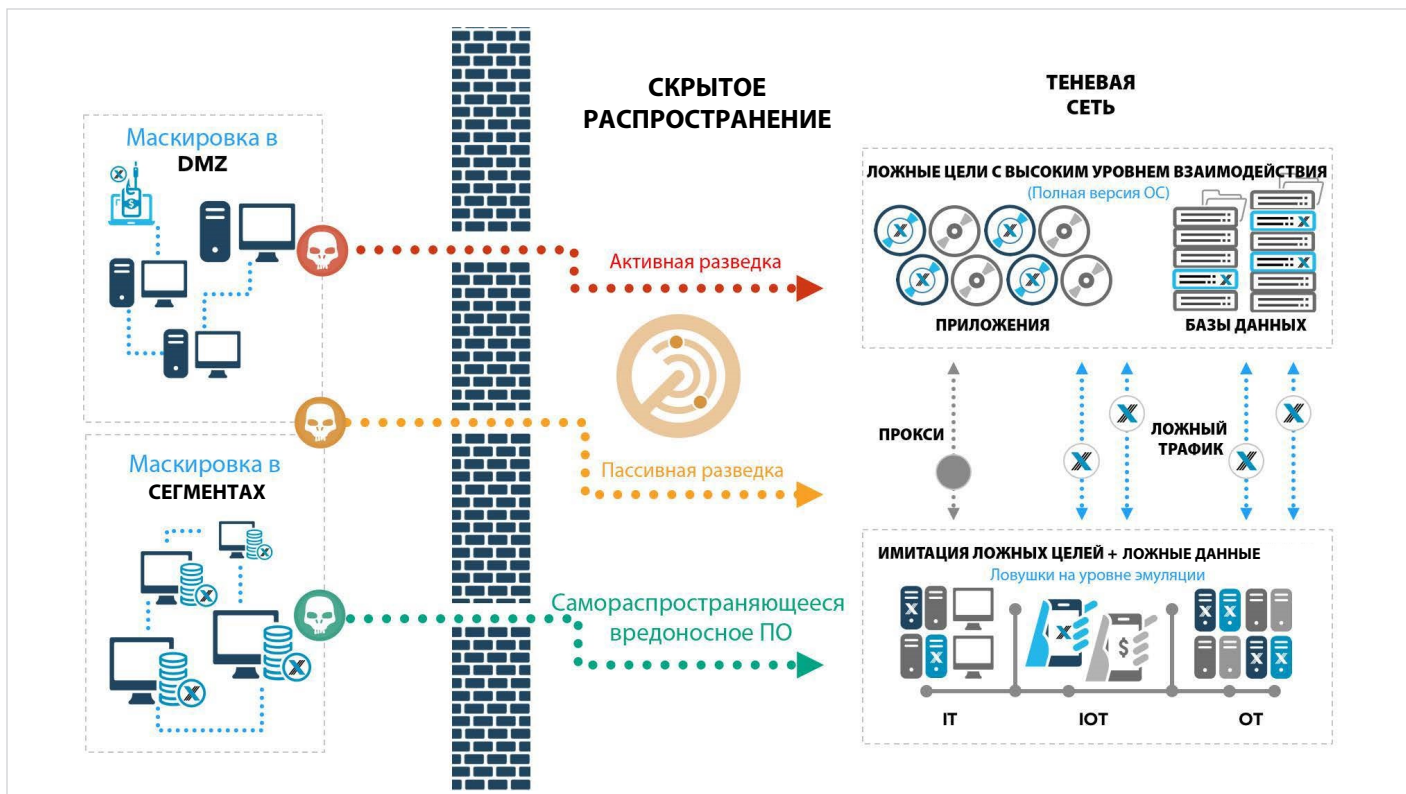 СКРЫТОЕ
РАСПРОСТРАНЕНИЕ
ТЕНЕВАЯ
СЕТЬ
Маскировка в
DMZ
ЛОЖНЫЕ ЦЕЛИ С ВЫСОКИМ УРОВНЕМ ВЗАИМОДЕЙСТВИЯ
(Полная версия ОС)
Активная разведка
ПРИЛОЖЕНИЯ
БАЗЫ ДАННЫХ
ПРОКСИ
ЛОЖНЫЙ
ТРАФИК
Маскировка в
СЕГМЕНТАХ
Пассивная разведка
ИМИТАЦИЯ ЛОЖНЫХ ЦЕЛЕЙ + ЛОЖНЫЕ ДАННЫЕ
Ловушки на уровне эмуляции
Самораспространяющееся
вредоносное ПО
$
IT
IOT
OT